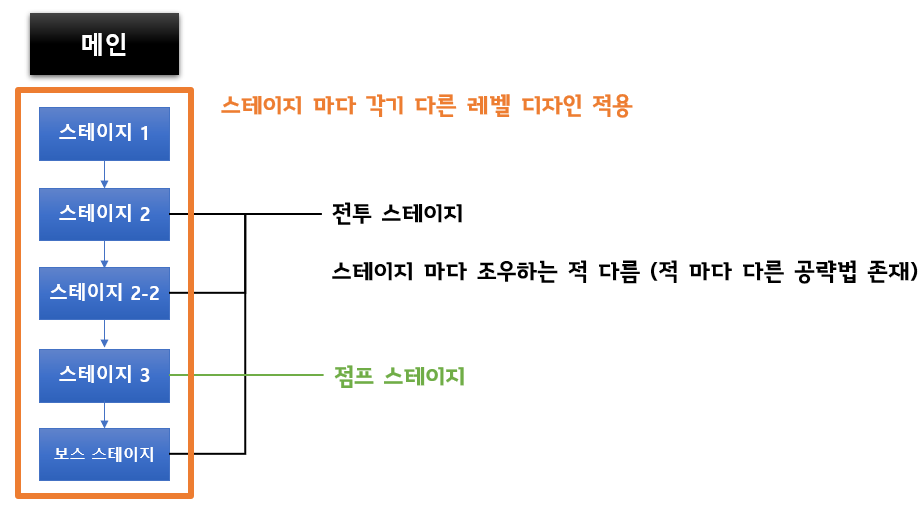 메인
스테이지 마다 각기 다른 레벨 디자인 적용
스테이지 1
스테이지 2
전투 스테이지
스테이지 마다 조우하는 적 다름 (적 마다 다른 공략법 존재)
스테이지 2-2
스테이지 3
점프 스테이지
보스 스테이지